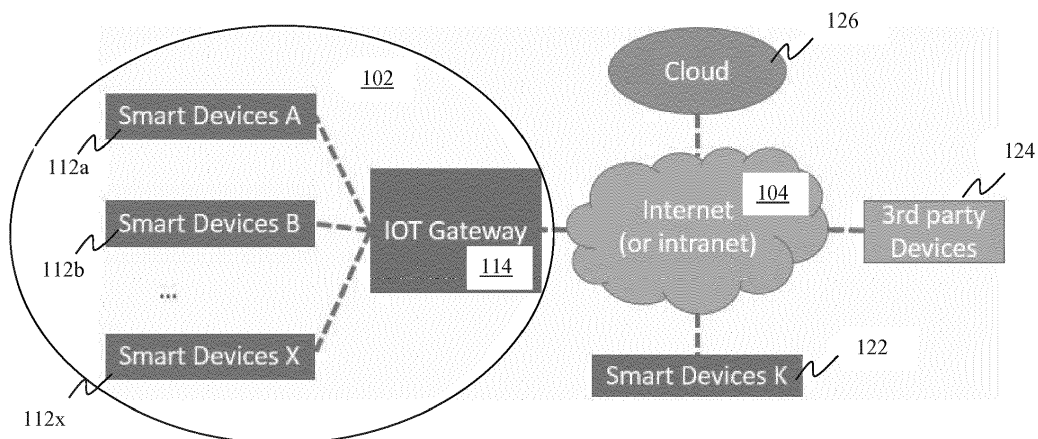 126
Cloud
102
Smart Devices A
112a
124
104
Internet
(or intranet)
3rd party
Devices
Smart Devices B
112b
IOT Gateway
114
...
Smart Devices X
112x
122
Smart Devices K